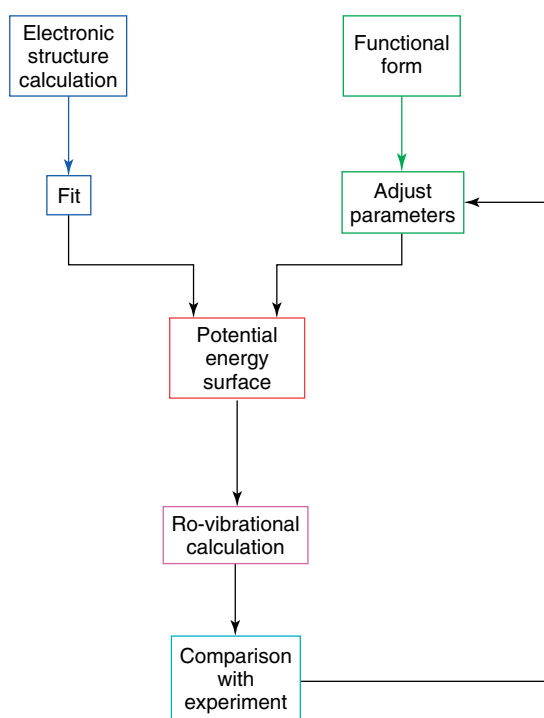 Electronic
structure
calculation
Functional
form
Fit
Adjust
parameters
Potential
energy
surface
Ro-vibrational
calculation
Comparison
with
experiment